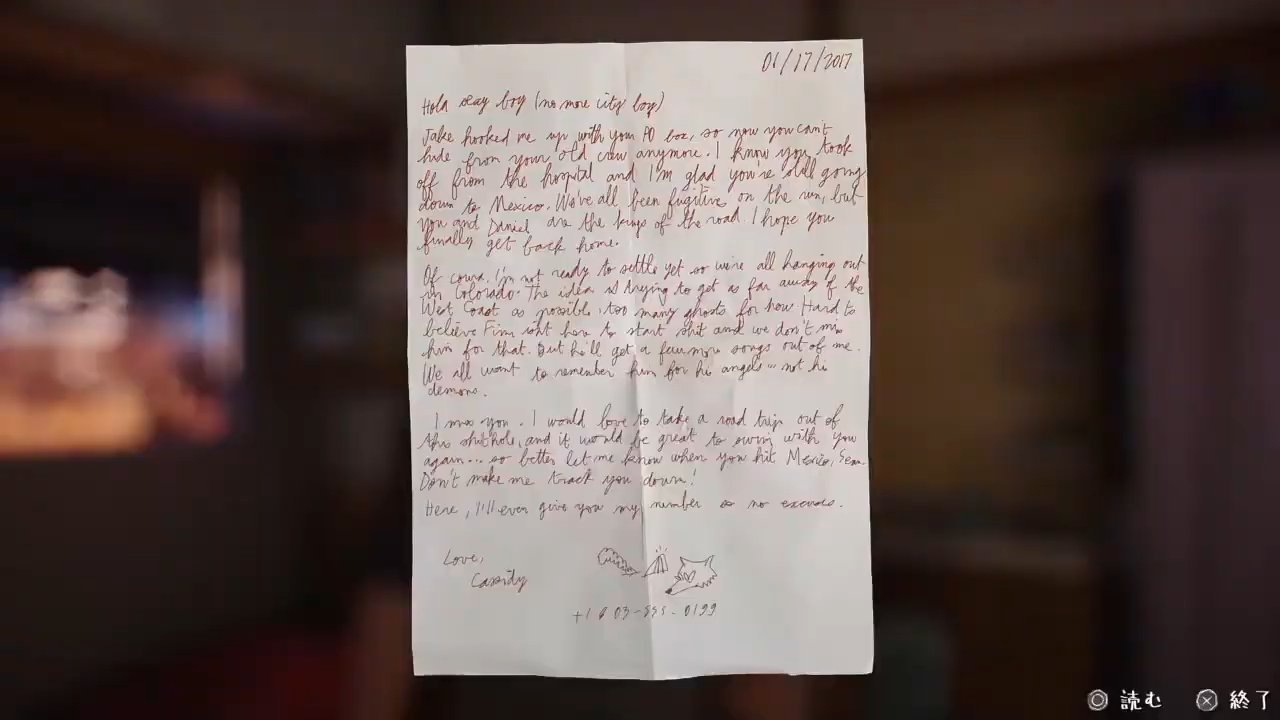 01/17/2017
Hola sexy boy (no more city boy)
Jake hooked me up with your PO box, so now you can't
hide from your old crew anymore. I know you took
off from the hospital and I'm glad you're still going
down to Mexico. We've all been fugitive on the run, but
you and Daniel are the kings of the road. I hope you
finally get back home.
Of course I'm not ready to settle yet so we're all hanging out
in Colorado. The idea is trying to get as far away of the
West Coast as possible, too many ghosts for now Hard to
believe Finn isn't here to start shit and we don't miss
him for that. But he'll get a few more songs out of me.
We all want to remember him for his angels... not his
demons.
I miss you. I would love to take a road trip out of
this shithole, and it would be great to swim with you
again... so better let me know when you hit Mexico, Sean
Don't make me track you down!
Here, I'll even give you my number so no excuses.
Love,
Cassidy
0199
読む 終了